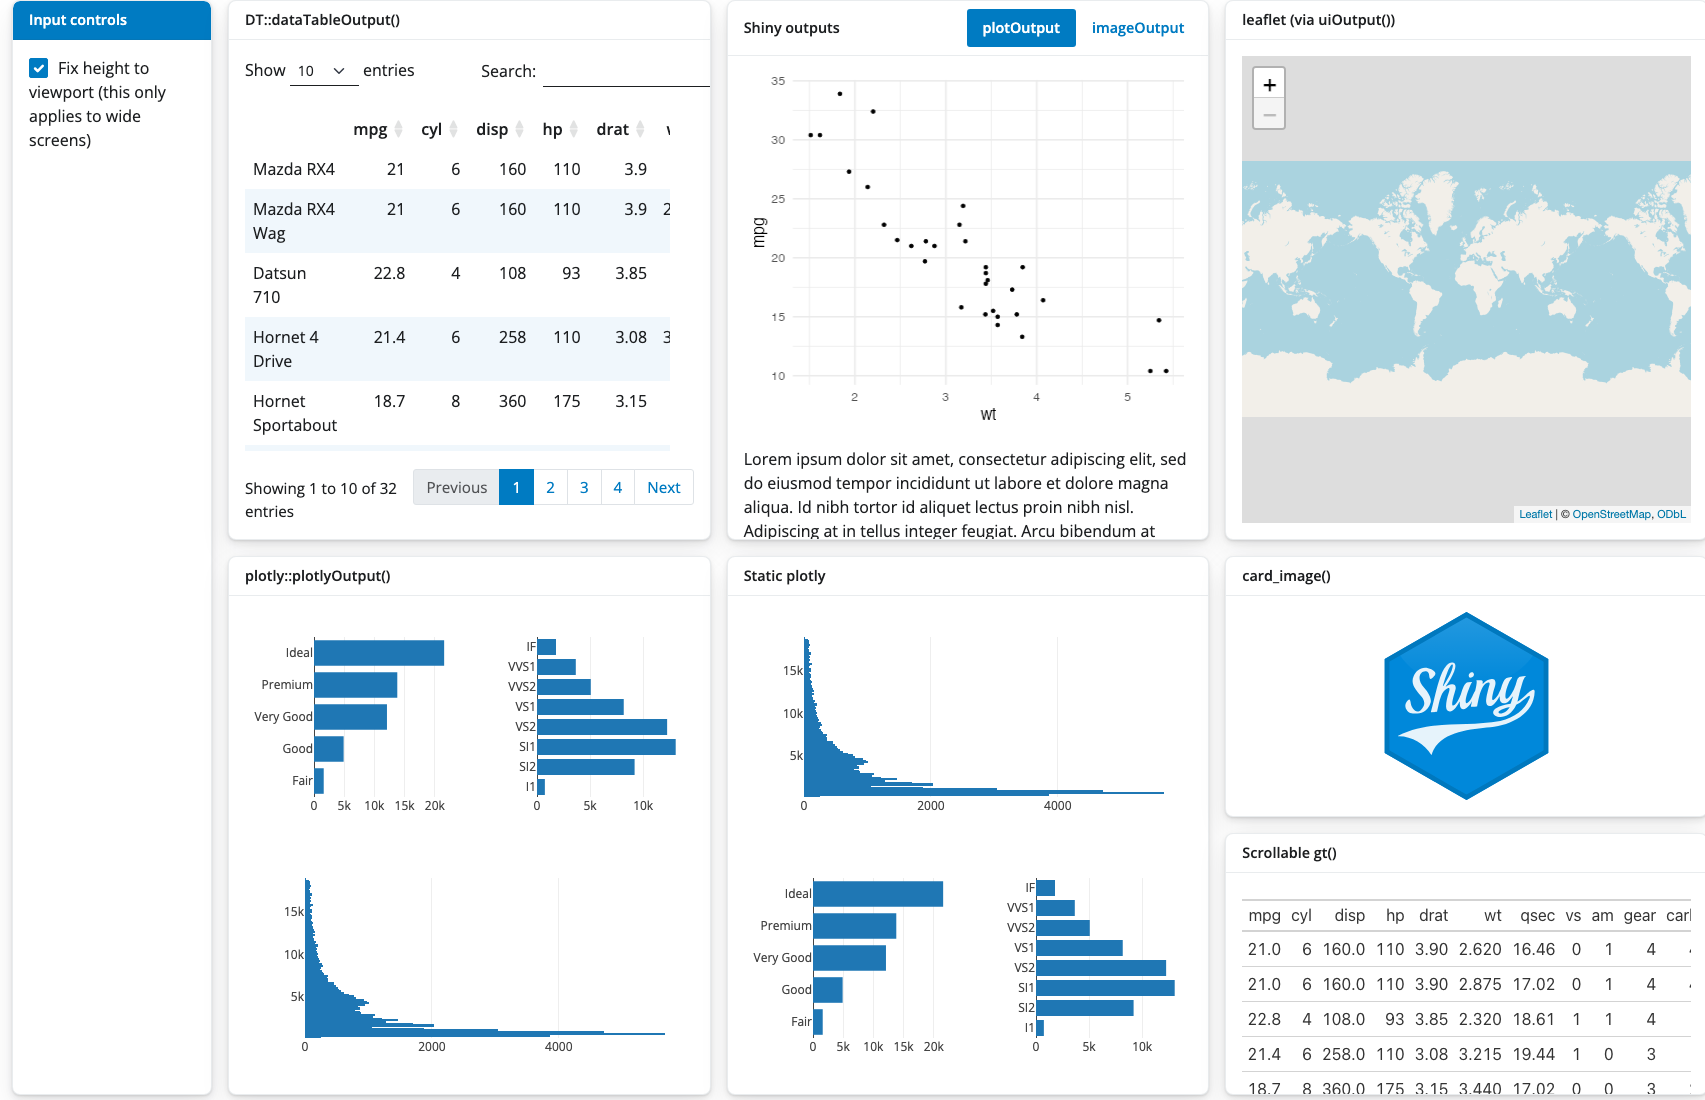 Input controls
Fix height to
viewport (this only
applies to wide
screens)
DT::dataTableOutput()
Show 10 entries Search:
mpg cyl disp hp drat
Mazda RX4 21 6 160 110 3.9
Mazda RX4 21 6 160 110 3.9 2
Wag
Datsun 22.8 4 108 93 3.85
710
Hornet 4 21.4 6 258 110 3.08 3
Drive
Hornet 18.7 8 360 175 3.15
Sportabout
Showing 1 to 10 of 32
entries
Previous 1 2 3 4 Next
Shiny outputs plotOutput imageOutput
35
30
25
20
15
10
mpg
2 3 4 5
wt
Lorem ipsum dolor sit amet, consectetur adipiscing elit, sed
do eiusmod tempor incididunt ut labore et dolore magna
aliqua. Id nibh tortor id aliquet lectus proin nibh nisl.
Adipiscing at in tellus integer feugiat. Arcu bibendum at
leaflet (via uiOutput())
+
−
Leaflet | © OpenStreetMap, ODbL
plotly::plotlyOutput()
Ideal
Premium
Very Good
Good
Fair
0 5k 10k 15k 20k
IF
VVS1
VVS2
VS1
VS2
SI1
SI2
I1
0 5k 10k
15k
10k
5k
0 2000 4000
Static plotly
15k
10k
5k
0 2000 4000
Ideal
Premium
Very Good
Good
Fair
0 5k 10k 15k 20k
IF
VVS1
VVS2
VS1
VS2
SI1
SI2
I1
0 5k 10k
card_image()
Shiny
Scrollable gt()
mpg cyl disp hp drat wt qsec vs am gear
21.0 6 160.0 110 3.90 2.620 16.46 0 1 4
21.0 6 160.0 110 3.90 2.875 17.02 0 1 4
22.8 4 108.0 93 3.85 2.320 18.61 1 1 4
21.4 6 258.0 110 3.08 3.215 19.44 1 0 3
18.7 8 360.0 175 3.15 3.440 17.02 0 0 3